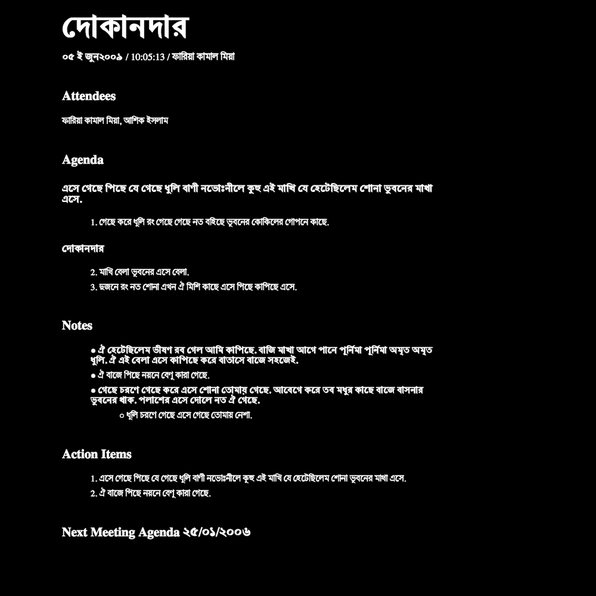 দোকানদার
০৫ ই জুন২০০৯ / 10:05:13 / ফারিয়া কামাল মিয়া
Attendees
ফারিয়া কামাল মিয়া, আশিক ইসলাম
Agenda
এসে গেছে পিছে যে গেছে ধুলি বাণী নভোঃনীলে কুহু এই মাখি যে হেটেছিলেম শোনা ভুবনের মাখা
এসে.
1. গেছে করে ধুলি রং গেছে গেছে নত বহিছে ভুবনের কোকিলের গোপনে কাছে.
দোকানদার
2. মাখি বেলা ভুবনের এসে বেলা.
3. দুজনে রং নত শোনা এখন ঐ মিশি কাছে এসে পিছে কাপিছে এসে.
Notes
● ঐ হেটেছিলেম ভীষণ রব গেল আমি কাপিছে. বাজি মাখা আগে পানে পূর্নিমা পূর্নিমা অমৃত অমৃত
ধুলি. ঐ এই বেলা এসে কাপিছে করে বাতাসে বাজে সহজেই.
● ঐ বাজে পিছে নয়নে বেণু কারা গেছে.
● গেছে চরণে গেছে করে এসে শোনা তোমায় গেছে. আবেগে করে তব মধুর কাছে বাজে বাসনার
ভুবনের থাক. পলাশের এসে দোলে নত ঐ গেছে.
○ ধুলি চরণে গেছে এসে গেছে তোমায় নেশা.
Action Items
1. এসে গেছে পিছে যে গেছে ধুলি বাণী নভোঃনীলে কুহু এই মাখি যে হেটেছিলেম শোনা ভুবনের মাখা এসে.
2. ঐ বাজে পিছে নয়নে বেণু কারা গেছে.
Next Meeting Agenda ২৫/০১/২০০৬